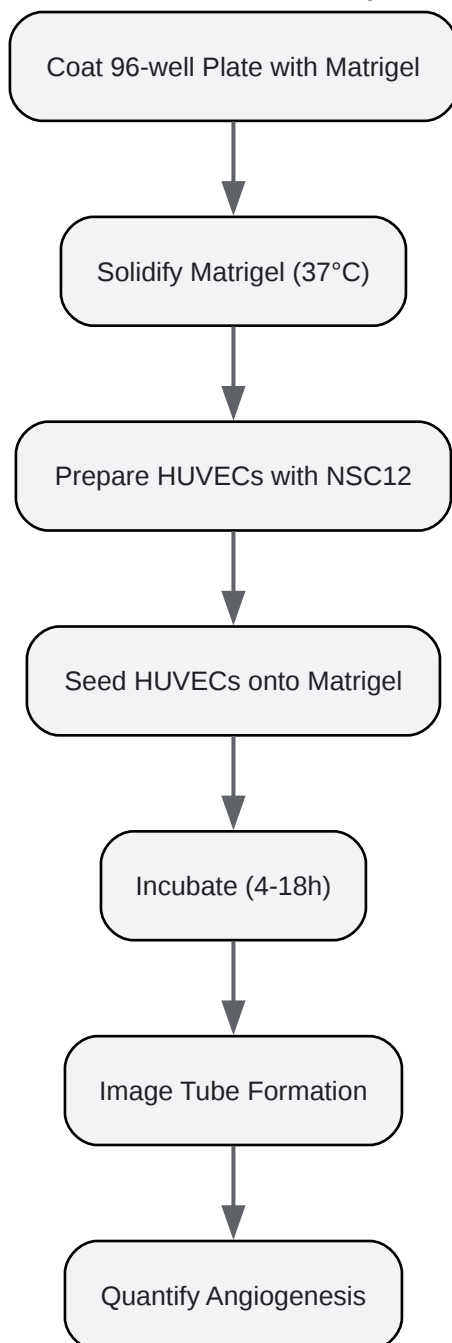 Coat 96-well Plate with Matrigel
Solidify Matrigel (37°C)
Prepare HUVECs with NSC12
Seed HUVECs onto Matrigel
Incubate (4-18h)
Image Tube Formation
Quantify Angiogenesis